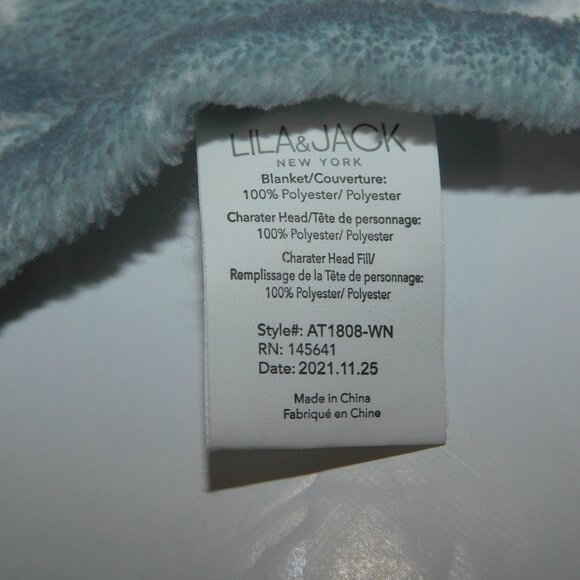 LILA&JACK
NEW YORK
Blanket/Couverture:
100% Polyester/ Polyester
Charater Head/Tête de personnage:
100% Polyester/ Polyester
Charater Head Fill/
Remplissage de la Tête de personnage:
100% Polyester/ Polyester
Style#: AT1808-WN
RN: 145641
Date: 2021.11.25
Made in China
Fabriqué en Chine